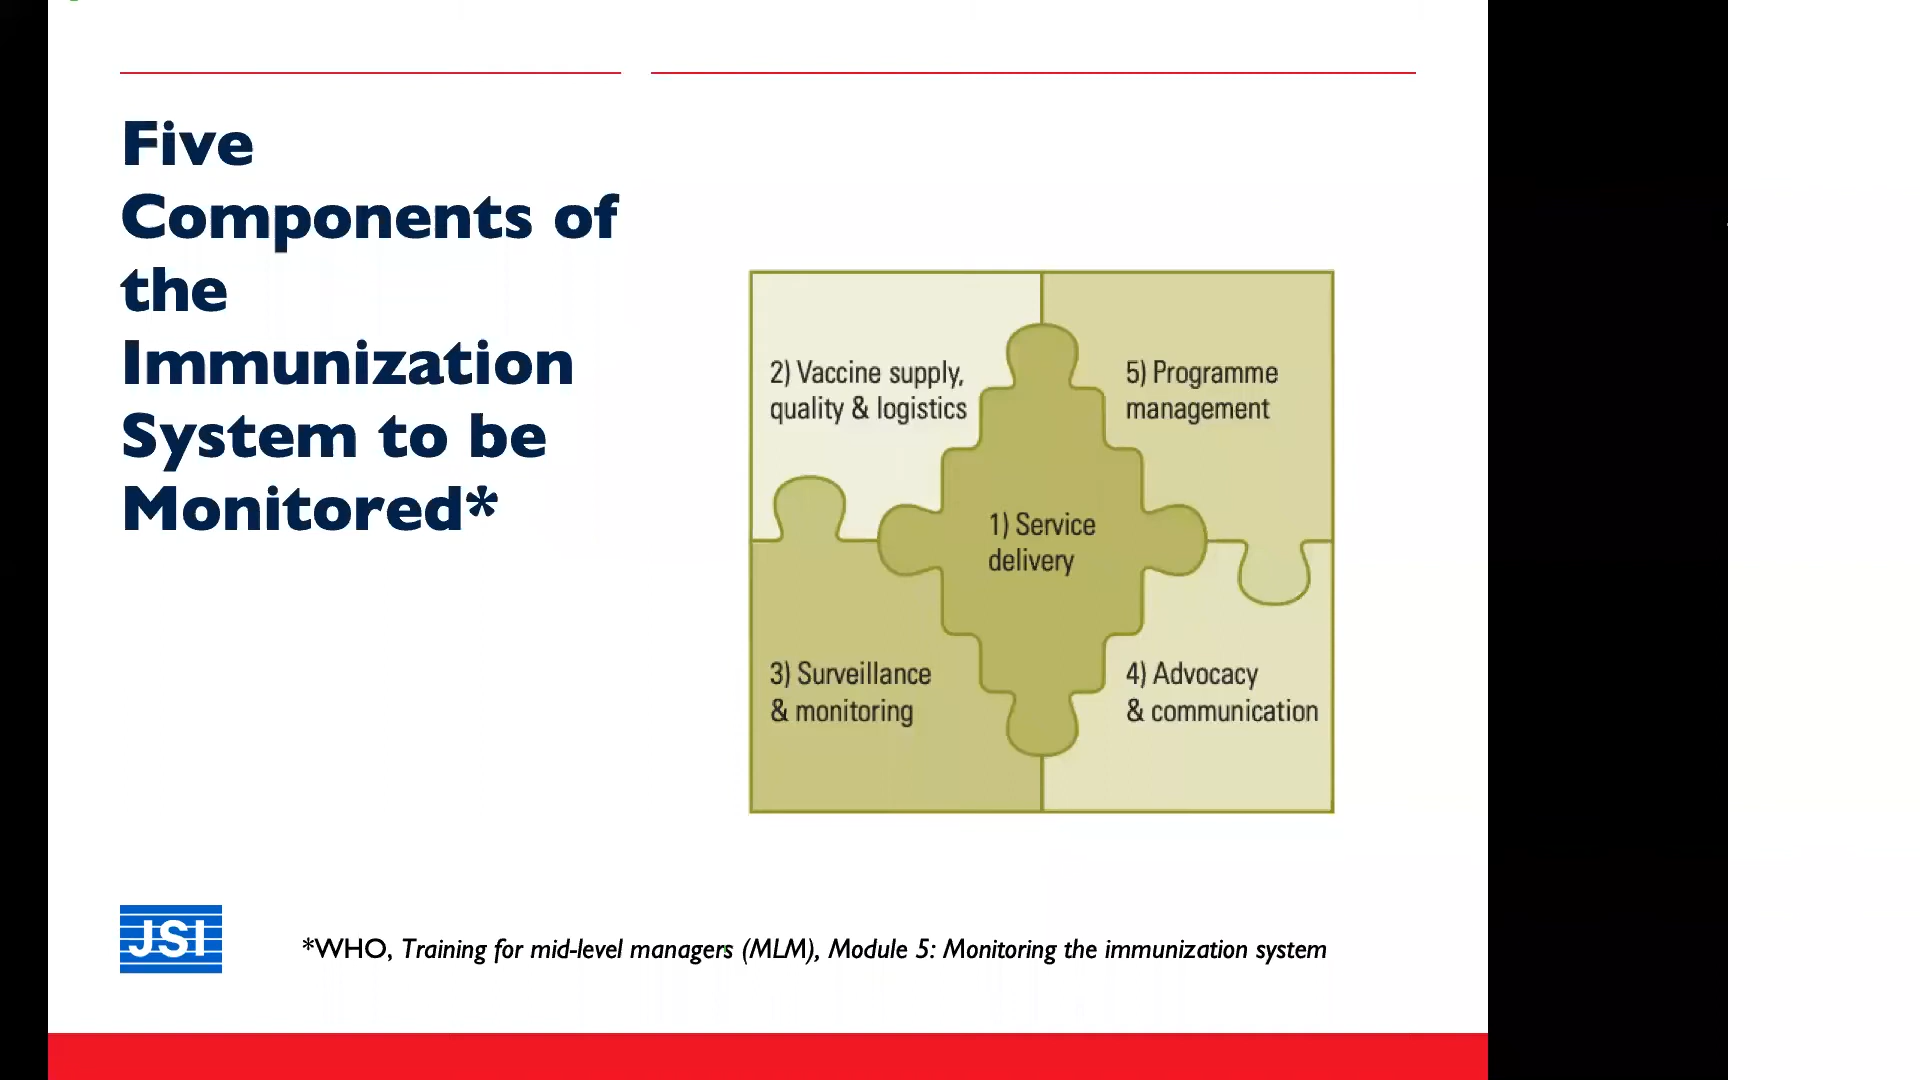 Five
Components of
the
Immunization
System to be
Monitored*
2) Vaccine supply,
quality & logistics
5) Programme
management
1) Service
delivery
3) Surveillance
& monitoring
4) Advocacy
& communication
JSI
*WHO, Training for mid-level managers (MLM), Module 5: Monitoring the immunization system